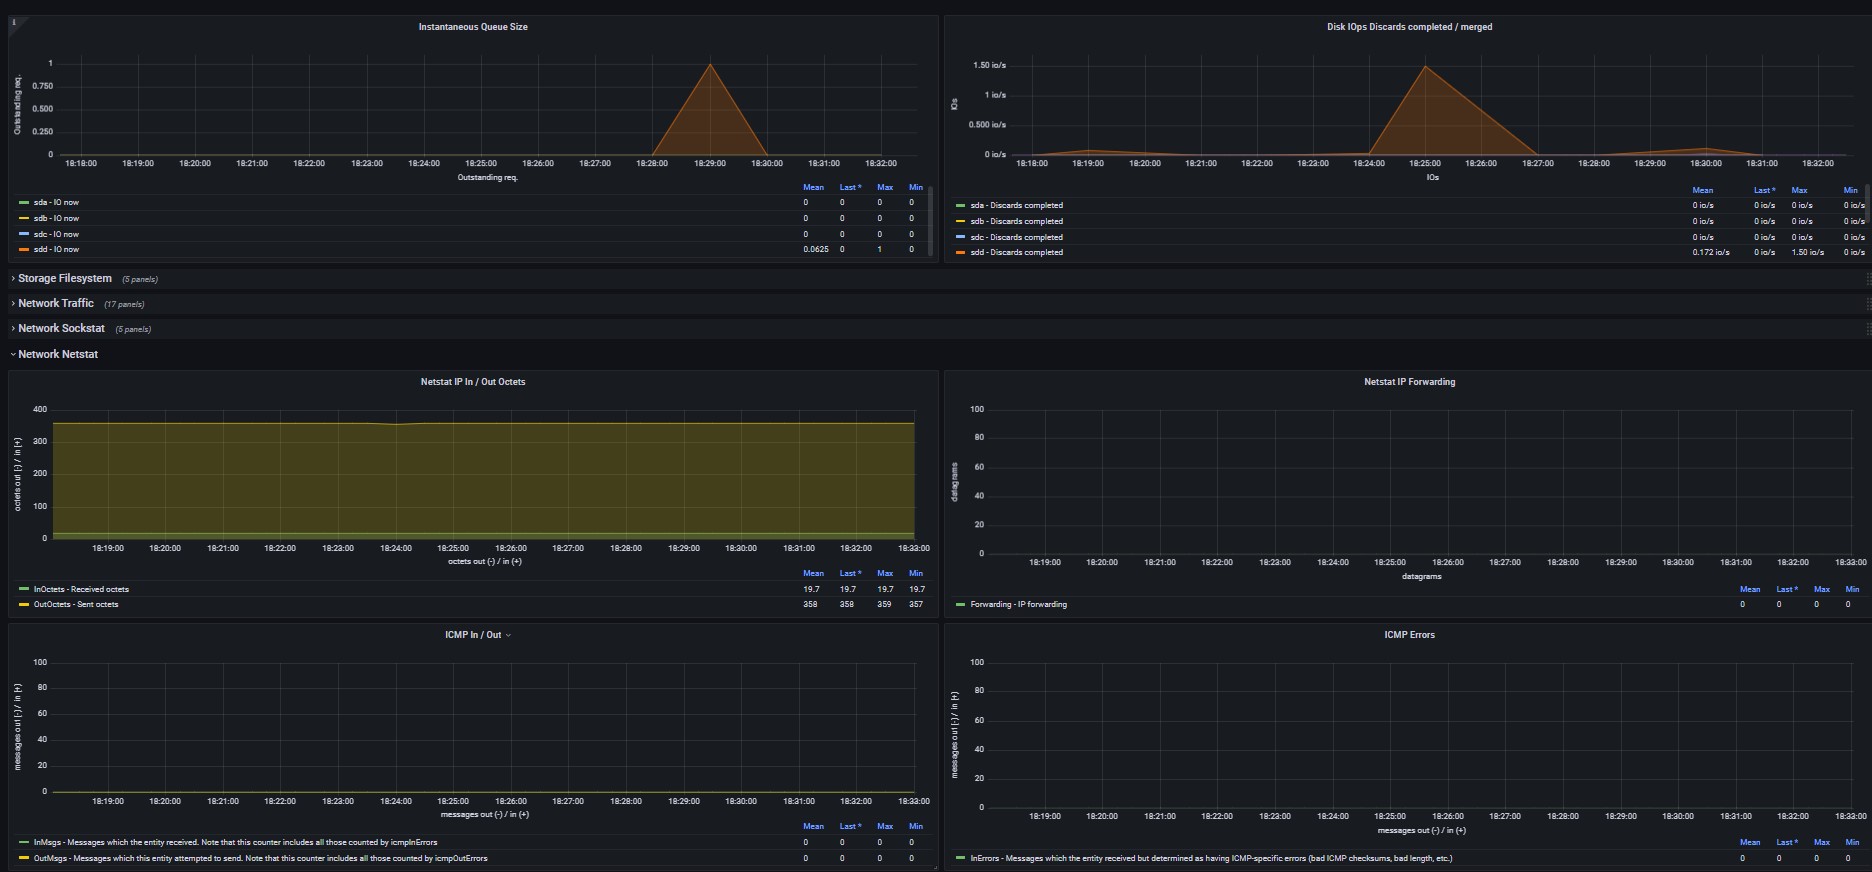 Instantaneous Queue Size
Outstanding req.
1
0.750
0.500
0.250
0
18:18:00 18:19:00 18:20:00 18:21:00 18:22:00 18:23:00 18:24:00 18:25:00 18:26:00 18:27:00 18:28:00 18:29:00 18:30:00 18:31:00 18:32:00
Outstanding req.
Mean Last * Max Min
sda - IO now 0 0 0 0
sdb - IO now 0 0 0 0
sdc - IO now 0 0 0 0
sdd - IO now 0.0625 0 1 0
Disk IOps Discards completed / merged
IOs
1.50 io/s
1 io/s
0.500 io/s
0 io/s
18:18:00 18:19:00 18:20:00 18:21:00 18:22:00 18:23:00 18:24:00 18:25:00 18:26:00 18:27:00 18:28:00 18:29:00 18:30:00 18:31:00 18:32:00
IOs
Mean Last * Max Min
sda - Discards completed 0 io/s 0 io/s 0 io/s 0 io/s
sdb - Discards completed 0 io/s 0 io/s 0 io/s 0 io/s
sdc - Discards completed 0 io/s 0 io/s 0 io/s 0 io/s
sdd - Discards completed 0.172 io/s 0 io/s 1.50 io/s 0 io/s
Storage Filesystem (5 panels)
Network Traffic (17 panels)
Network Sockstat (5 panels)
Network Netstat
Netstat IP In / Out Octets
octets out (-) / in (+)
400
300
200
100
0
18:19:00 18:20:00 18:21:00 18:22:00 18:23:00 18:24:00 18:25:00 18:26:00 18:27:00 18:28:00 18:29:00 18:30:00 18:31:00 18:32:00 18:33:00
octets out (-) / in (+)
Mean Last * Max Min
InOctets - Received octets 19.7 19.7 19.7 19.7
OutOctets - Sent octets 358 358 359 357
Netstat IP Forwarding
datagrams
100
80
60
40
20
0
18:19:00 18:20:00 18:21:00 18:22:00 18:23:00 18:24:00 18:25:00 18:26:00 18:27:00 18:28:00 18:29:00 18:30:00 18:31:00 18:32:00 18:33:00
datagrams
Mean Last * Max Min
Forwarding - IP forwarding 0 0 0 0
ICMP In / Out
messages out (-) / in (+)
100
80
60
40
20
0
18:19:00 18:20:00 18:21:00 18:22:00 18:23:00 18:24:00 18:25:00 18:26:00 18:27:00 18:28:00 18:29:00 18:30:00 18:31:00 18:32:00 18:33:00
messages out (-) / in (+)
Mean Last * Max Min
InMsgs - Messages which the entity received. Note that this counter includes all those counted by icmpInErrors 0 0 0 0
OutMsgs - Messages which this entity attempted to send. Note that this counter includes all those counted by icmpOutErrors 0 0 0 0
ICMP Errors
messages out (-) / in (+)
100
80
60
40
20
0
18:19:00 18:20:00 18:21:00 18:22:00 18:23:00 18:24:00 18:25:00 18:26:00 18:27:00 18:28:00 18:29:00 18:30:00 18:31:00 18:32:00 18:33:00
messages out (-) / in (+)
Mean Last * Max Min
InErrors - Messages which the entity received but determined as having ICMP-specific errors (bad ICMP checksums, bad length, etc.) 0 0 0 0